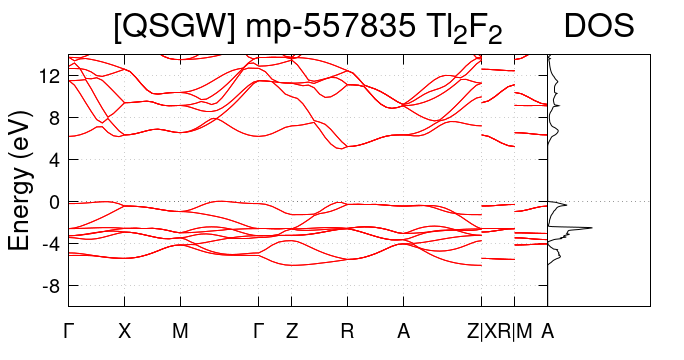 [QSGW] mp-557835 Tl₂F₂ DOS
Energy (eV)
12
8
4
0
-4
-8
Γ X M Γ Z R A Z|XR|M A